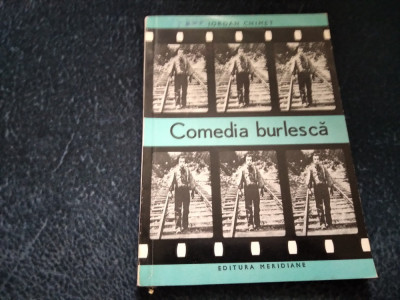 IORDAN CHIMET
Comedia burlescă
EDITURA MERIDIANE